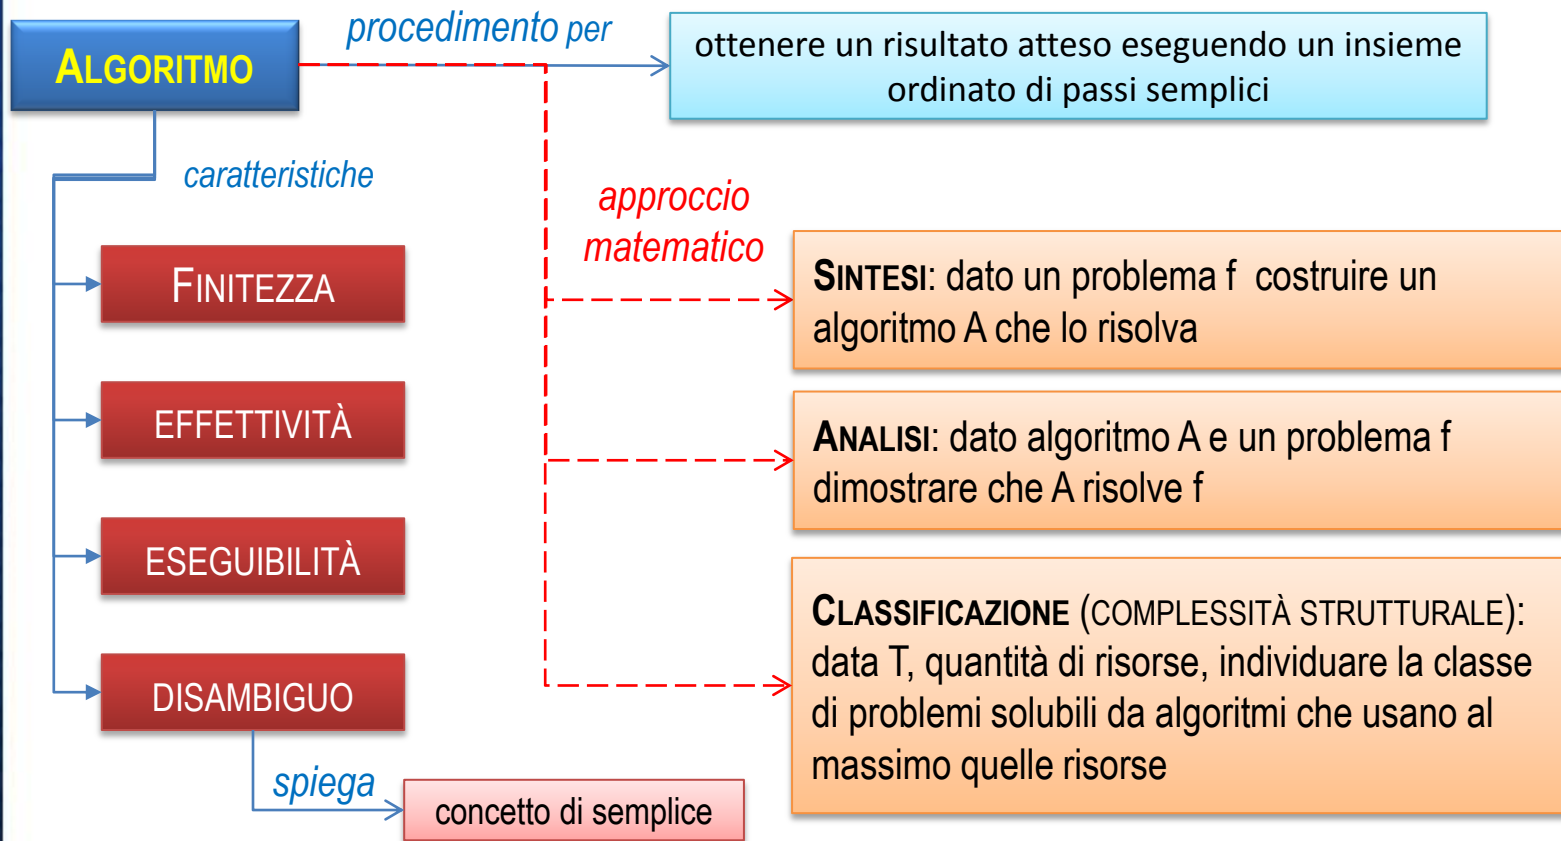 ALGORITMO
procedimento per
ottenere un risultato atteso eseguendo un insieme
ordinato di passi semplici
caratteristiche
FINITEZZA
EFFETTIVITÀ
ESEGUIBILITÀ
DISAMBIGUO
spiega
concetto di semplice
approccio
matematico
SINTESI: dato un problema f costruire un
algoritmo A che lo risolva
ANALISI: dato algoritmo A e un problema f
dimostrare che A risolve f
CLASSIFICAZIONE (COMPLESSITÀ STRUTTURALE):
data T, quantità di risorse, individuare la classe
di problemi solubili da algoritmi che usano al
massimo quelle risorse